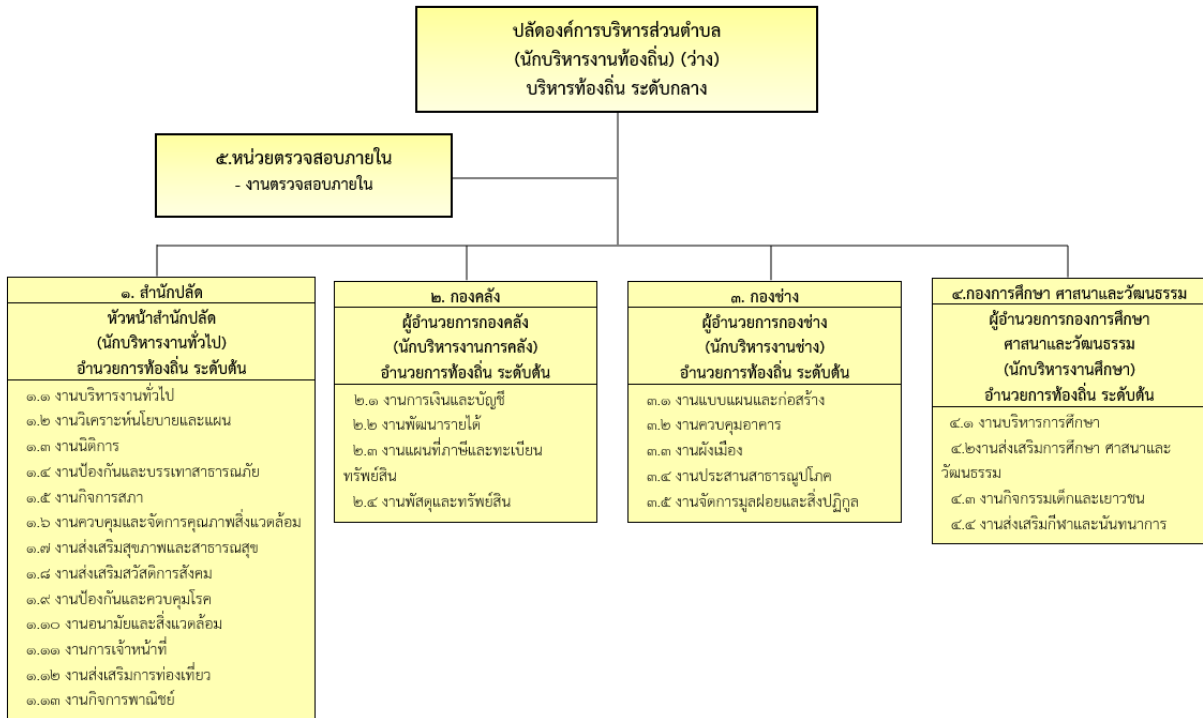 ปลัดองค์การบริหารส่วนตำบล
(นักบริหารงานท้องถิ่น) (ว่าง)
บริหารท้องถิ่น ระดับกลาง
๕.หน่วยตรวจสอบภายใน
- งานตรวจสอบภายใน
๑. สำนักปลัด
หัวหน้าสำนักปลัด
(นักบริหารงานทั่วไป)
อำนวยการท้องถิ่น ระดับต้น
๑.๑ งานบริหารงานทั่วไป
๑.๒ งานวิเคราะห์นโยบายและแผน
๑.๓ งานนิติการ
๑.๔ งานป้องกันและบรรเทาสาธารณภัย
๑.๕ งานกิจการสภา
๑.๖ งานควบคุมและจัดการคุณภาพสิ่งแวดล้อม
๑.๗ งานส่งเสริมสุขภาพและสาธารณสุข
๑.๘ งานส่งเสริมสวัสดิการสังคม
๑.๙ งานป้องกันและควบคุมโรค
๑.๑๐ งานอนามัยและสิ่งแวดล้อม
๑.๑๑ งานการเจ้าหน้าที่
๑.๑๒ งานส่งเสริมการท่องเที่ยว
๑.๑๓ งานกิจการพาณิชย์
๒. กองคลัง
ผู้อำนวยการกองคลัง
(นักบริหารงานการคลัง)
อำนวยการท้องถิ่น ระดับต้น
๒.๑ งานการเงินและบัญชี
๒.๒ งานพัฒนารายได้
๒.๓ งานแผนที่ภาษีและทะเบียน
ทรัพย์สิน
๒.๔ งานพัสดุและทรัพย์สิน
๓. กองช่าง
ผู้อำนวยการกองช่าง
(นักบริหารงานช่าง)
อำนวยการท้องถิ่น ระดับต้น
๓.๑ งานแบบแผนและก่อสร้าง
๓.๒ งานควบคุมอาคาร
๓.๓ งานผังเมือง
๓.๔ งานประสานสาธารณูปโภค
๓.๕ งานจัดการมูลฝอยและสิ่งปฏิกูล
๔.กองการศึกษา ศาสนาและวัฒนธรรม
ผู้อำนวยการกองการศึกษา
ศาสนาและวัฒนธรรม
(นักบริหารงานศึกษา)
อำนวยการท้องถิ่น ระดับต้น
๔.๑ งานบริหารการศึกษา
๔.๒งานส่งเสริมการศึกษา ศาสนาและ
วัฒนธรรม
๔.๓ งานกิจกรรมเด็กและเยาวชน
๔.๔ งานส่งเสริมกีฬาและนันทนาการ